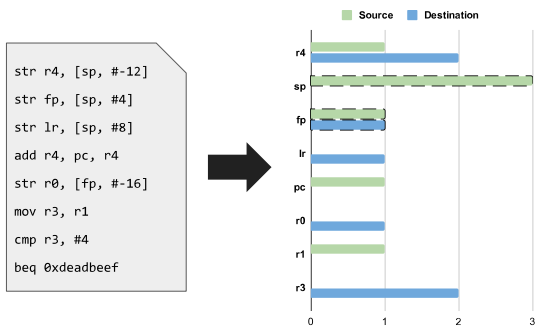 Source Destination
str r4, [sp, #-12]
str fp, [sp, #4]
str lr, [sp, #8]
add r4, pc, r4
str r0, [fp, #-16]
mov r3, r1
cmp r3, #4
beq 0xdeadbeef
r4
sp
fp
lr
pc
r0
r1
r3
0 1 2 3